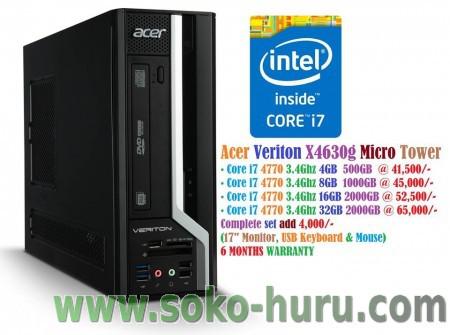 acer
DVD
VERITON
intel
inside™
CORE™ i7
Acer Veriton X4630g Micro Tower
• Core i7 4770 3.4Ghz 4GB 500GB @ 41,500/-
• Core i7 4770 3.4Ghz 8GB 1000GB @ 45,000/-
• Core i7 4770 3.4Ghz 16GB 2000GB @ 52,500/-
• Core i7 4770 3.4Ghz 32GB 2000GB @ 65,000/-
Complete set add 4,000/-
(17” Monitor, USB Keyboard & Mouse)
6 MONTHS WARRANTY
www.soko-huru.com